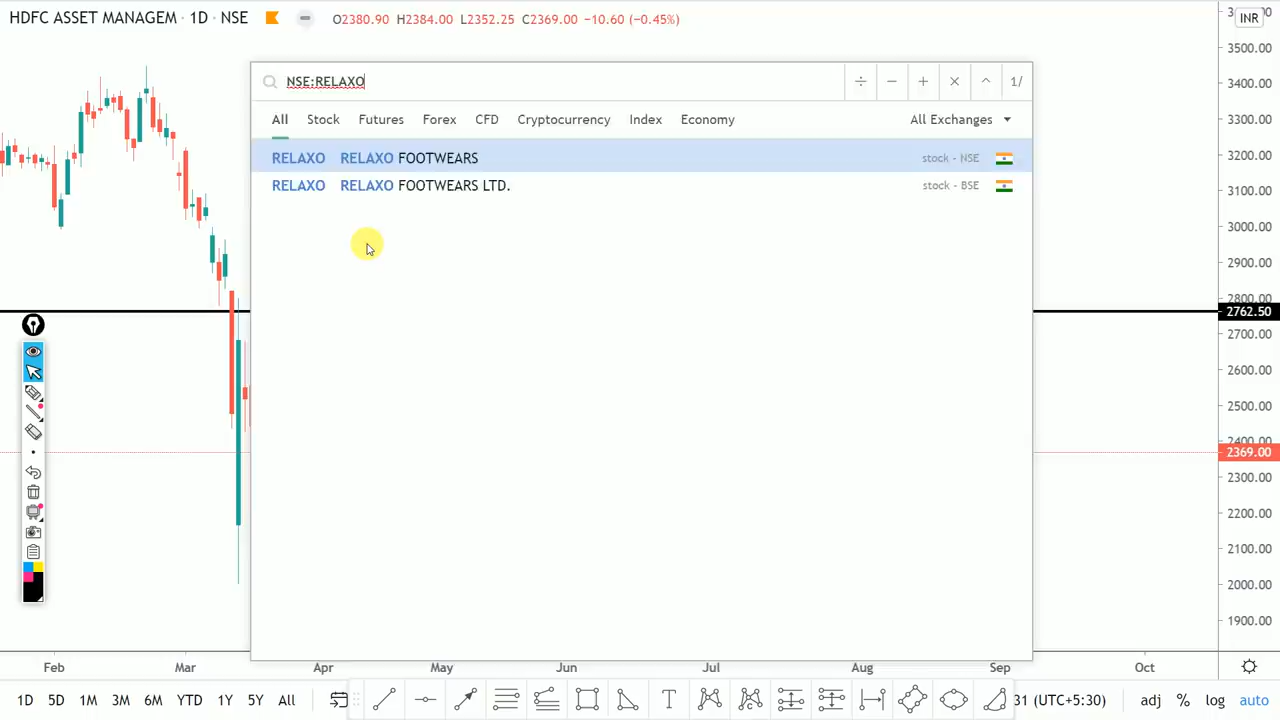 HDFC ASSET MANAGEM · 1D · NSE O2380.90 H2384.00 L2352.25 C2369.00 −10.60 (−0.45%)
INR
3500.00
3400.00
3300.00
3200.00
3100.00
3000.00
2900.00
2800.00
2762.50
2700.00
2600.00
2500.00
2400.00
2369.00
2300.00
2200.00
2100.00
2000.00
1900.00
NSE:RELAXO ÷ − + × ^ 1/
All Stock Futures Forex CFD Cryptocurrency Index Economy All Exchanges
RELAXO RELAXO FOOTWEARS stock - NSE
RELAXO RELAXO FOOTWEARS LTD. stock - BSE
Feb Mar Apr May Jun Jul Aug Sep Oct
1D 5D 1M 3M 6M YTD 1Y 5Y All T C 31 (UTC+5:30) adj % log auto